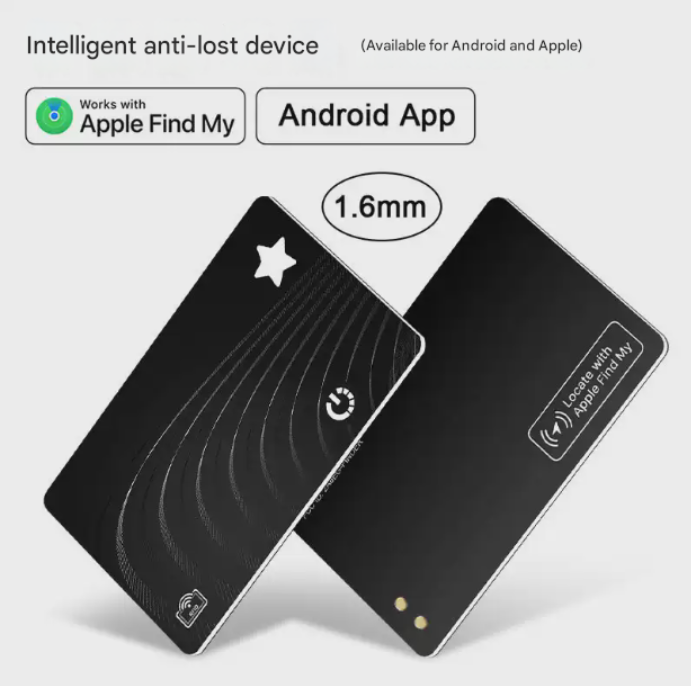 Intelligent anti-lost device
(Available for Android and Apple)
Works with
Apple Find My
Android App
1.6mm
Locate with
Apple Find My